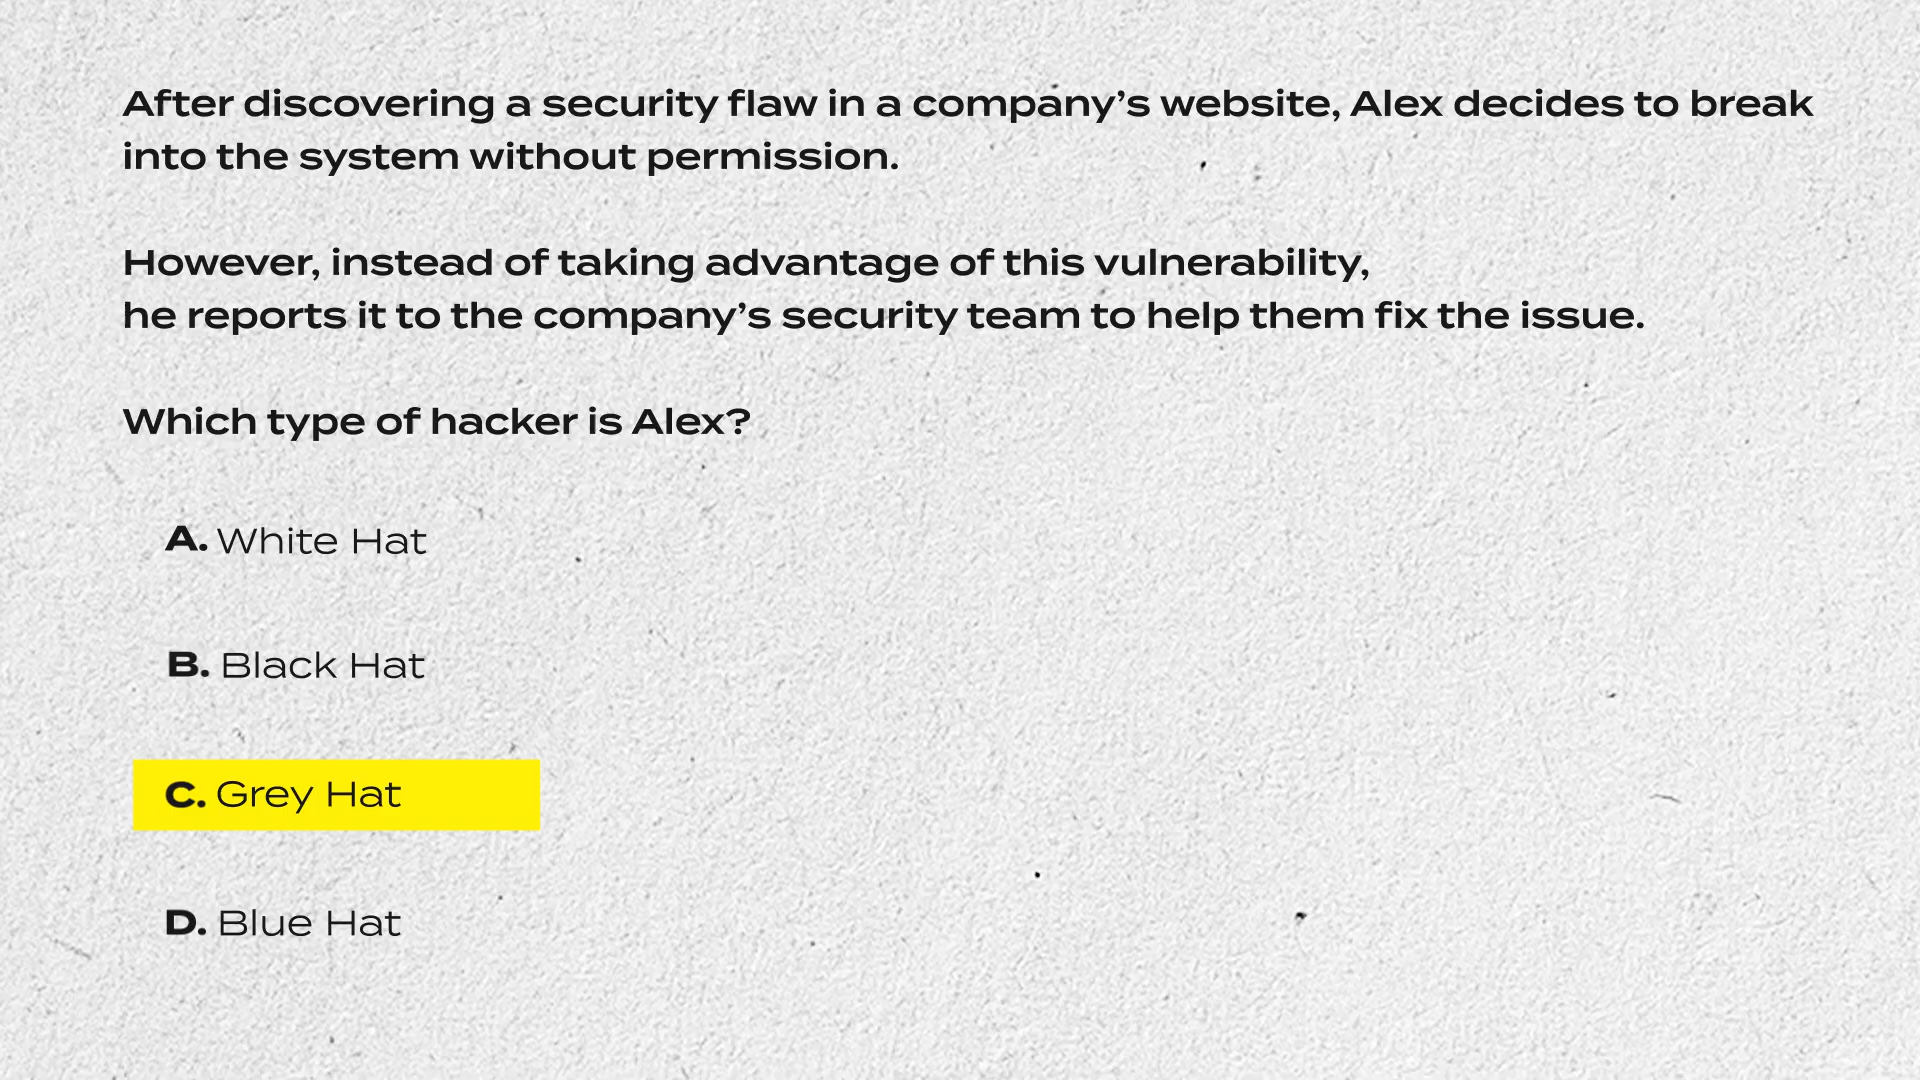 After discovering a security flaw in a company’s website, Alex decides to break
into the system without permission.
However, instead of taking advantage of this vulnerability,
he reports it to the company’s security team to help them fix the issue.
Which type of hacker is Alex?
A. White Hat
B. Black Hat
C. Grey Hat
D. Blue Hat